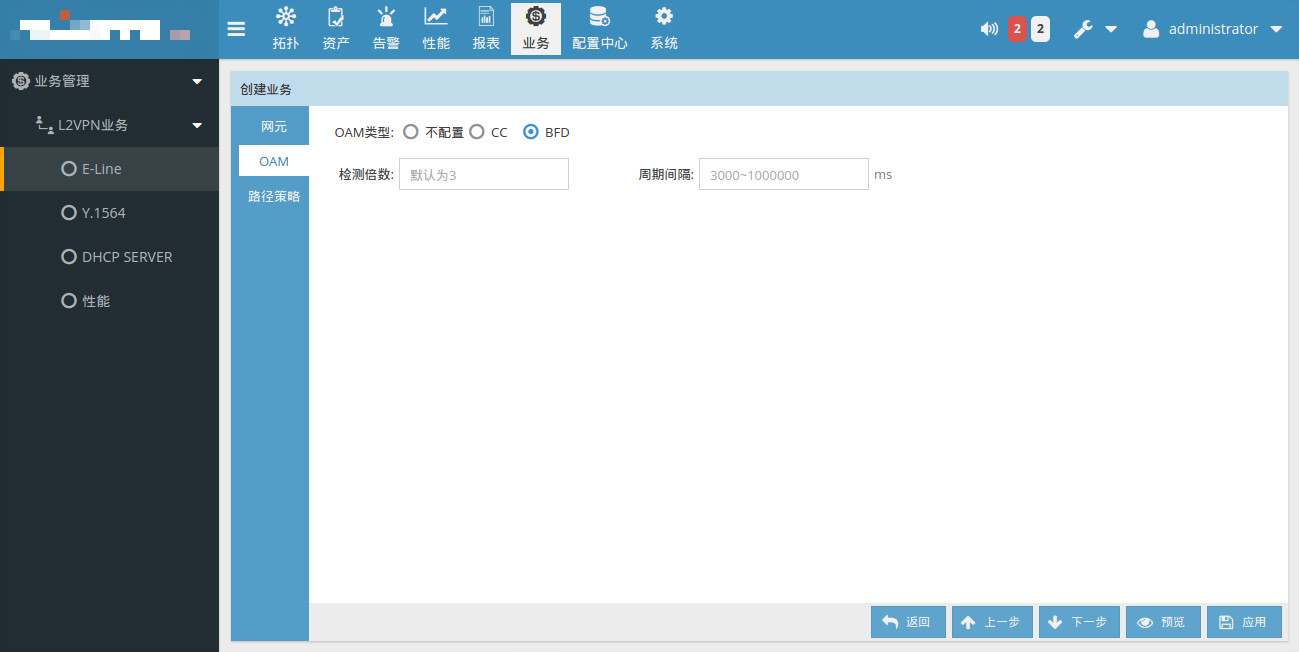 拓扑 资产 告警 性能 报表 业务 配置中心 系统 2 2 administrator
业务管理
L2VPN业务
E-Line
Y.1564
DHCP SERVER
性能
创建业务
网元
OAM
路径策略
OAM类型: 不配置 CC BFD
检测倍数: 默认为3 周期间隔: 3000~1000000 ms
返回 上一步 下一步 预览 应用